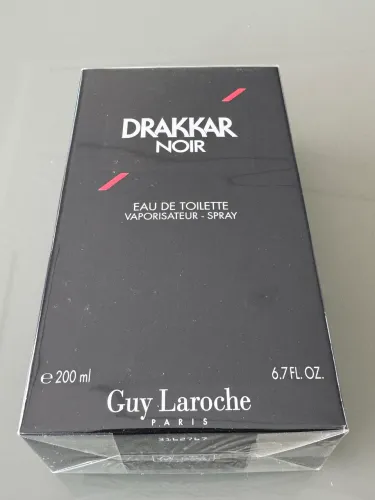 DRAKKAR
NOIR
EAU DE TOILETTE
VAPORISATEUR - SPRAY
℮ 200 ml 6.7 FL. OZ.
Guy Laroche
PARIS